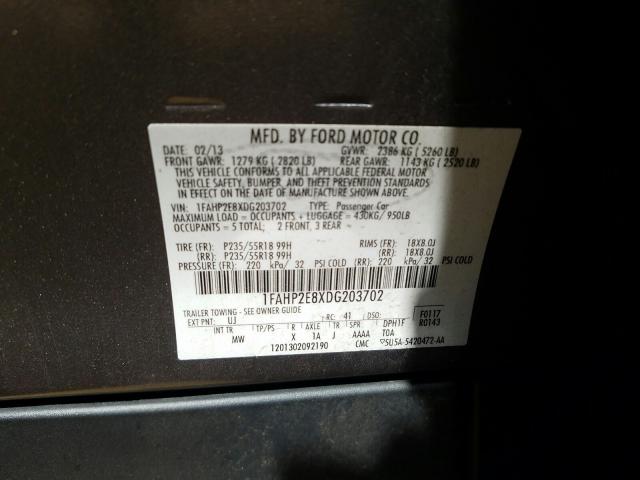 MFD. BY FORD MOTOR CO.
DATE: 02/13 GVWR: 2386 KG ( 5260 LB)
FRONT GAWR: 1279 KG ( 2820 LB) REAR GAWR: 1143 KG ( 2520 LB)
THIS VEHICLE CONFORMS TO ALL APPLICABLE FEDERAL MOTOR
VEHICLE SAFETY, BUMPER, AND THEFT PREVENTION STANDARDS
IN EFFECT ON THE DATE OF MANUFACTURE SHOWN ABOVE.
VIN: 1FAHP2E8XDG203702 TYPE: Passenger Car
MAXIMUM LOAD = OCCUPANTS + LUGGAGE = 430KG/ 950LB
OCCUPANTS = 5 TOTAL; 2 FRONT, 3 REAR
TIRE (FR): P235/55R18 99H RIMS (FR): 18X8.0J
(RR): P235/55R18 99H (RR): 18X8.0J
PRESSURE (FR): 220 kPa/ 32 PSI COLD (RR): 220 kPa/ 32 PSI COLD
1FAHP2E8XDG203702
TRAILER TOWING - SEE OWNER GUIDE F0117
EXT PNT: UJ RC: 41 DSO: R0143
INT TR TP/PS R AXLE TR SPR DPH1F
MW X 1A J AAAA TOA
1201302092190 CMC 5U5A-5420472-AA